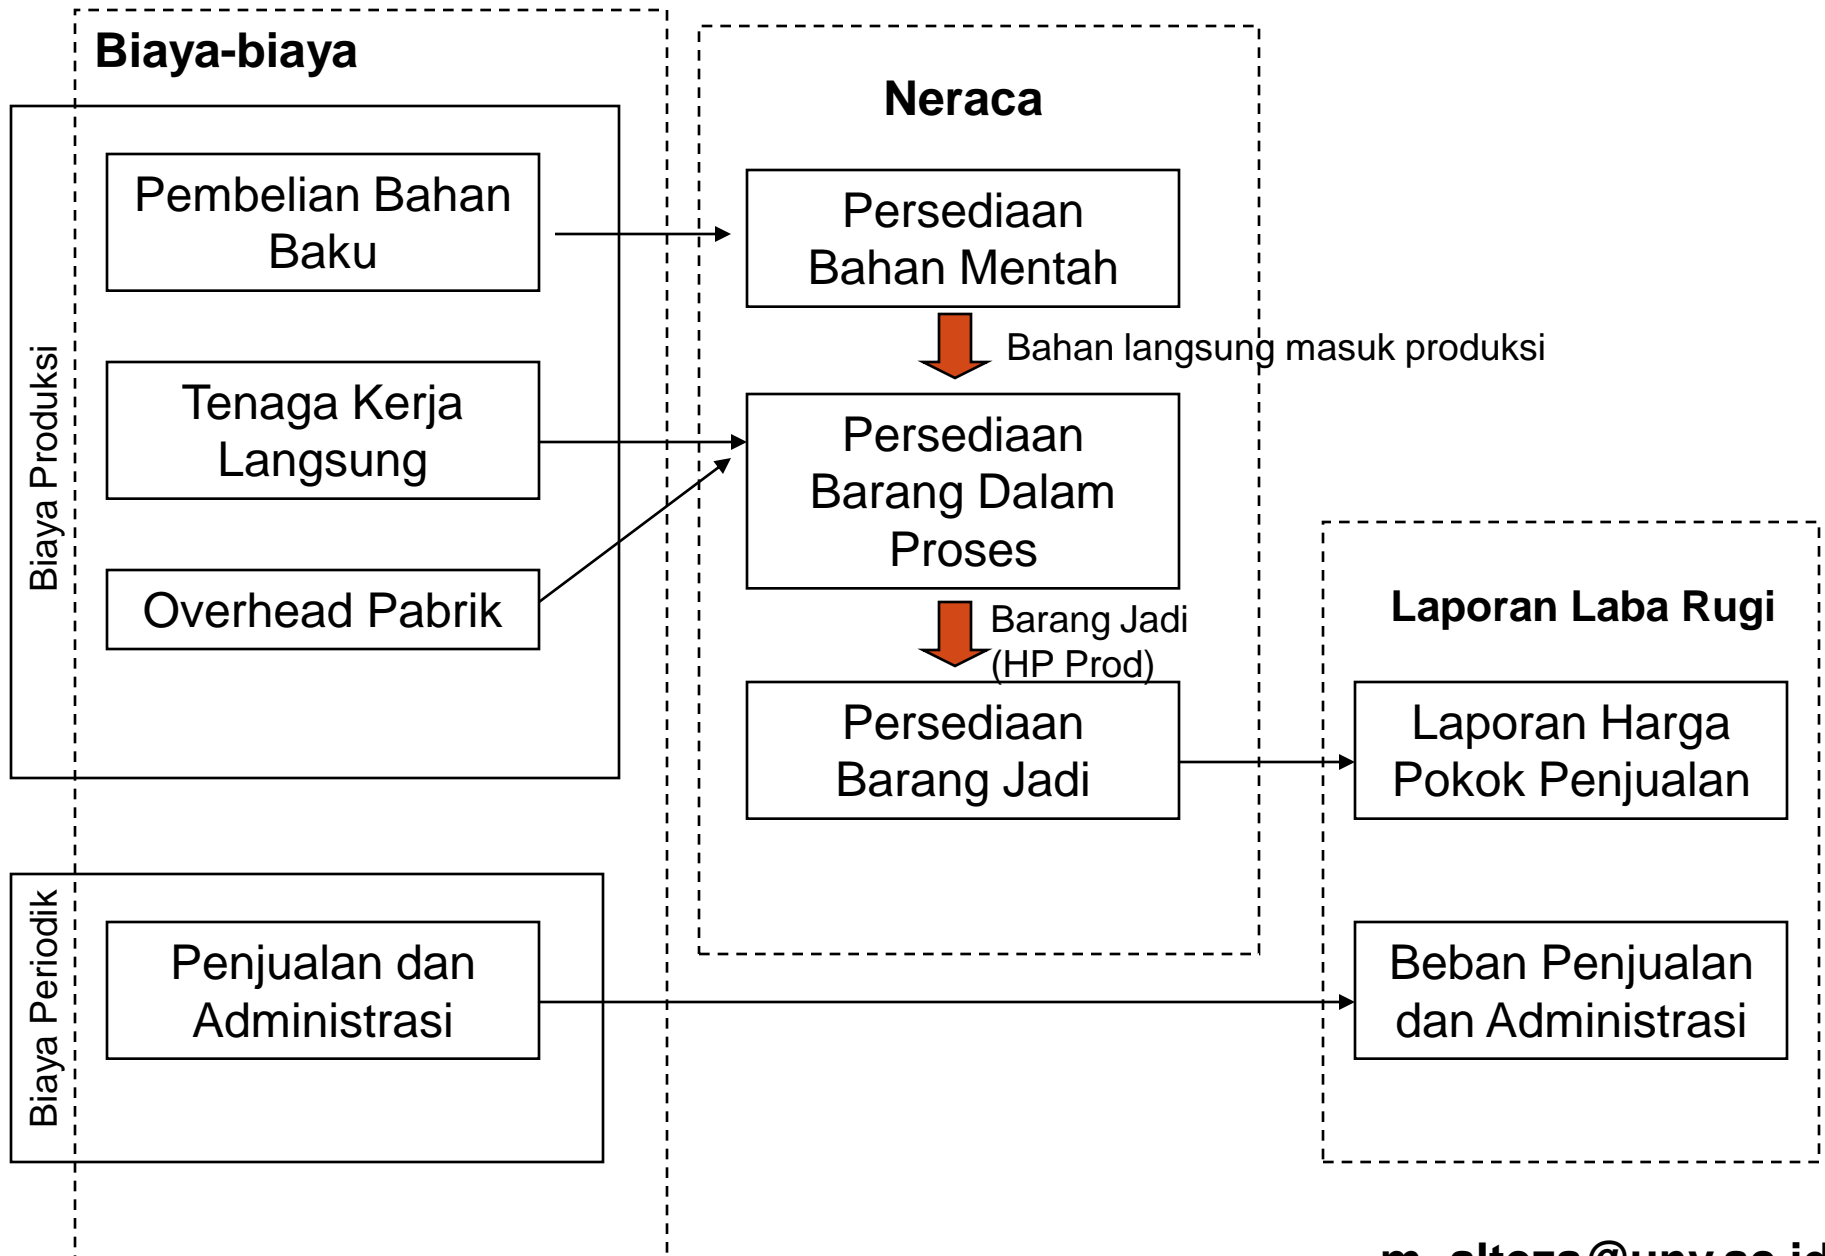 Biaya-biaya
Neraca
Biaya Produksi
Pembelian Bahan
Baku
Persediaan
Bahan Mentah
Bahan langsung masuk produksi
Tenaga Kerja
Langsung
Persediaan
Barang Dalam
Proses
Overhead Pabrik
Barang Jadi
(HP Prod)
Laporan Laba Rugi
Persediaan
Barang Jadi
Laporan Harga
Pokok Penjualan
Biaya Periodik
Penjualan dan
Administrasi
Beban Penjualan
dan Administrasi